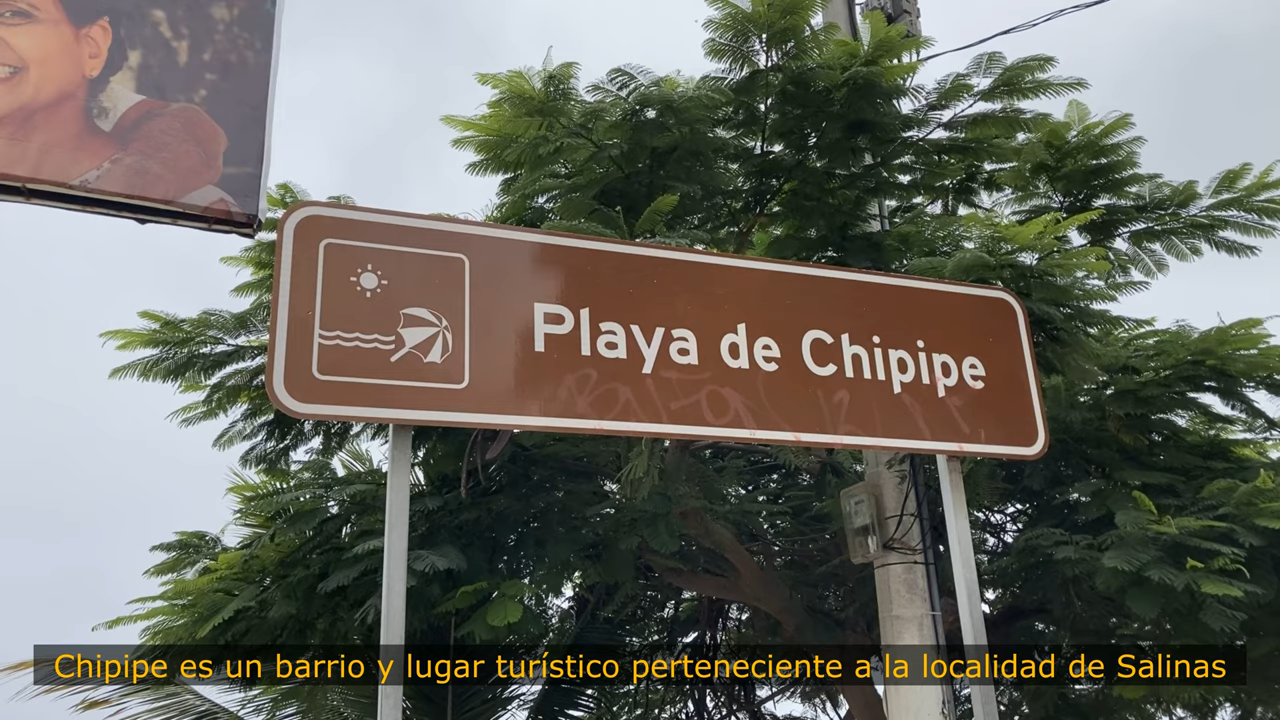 Playa de Chipipe
Chipipe es un barrio y lugar turístico perteneciente a la localidad de Salinas